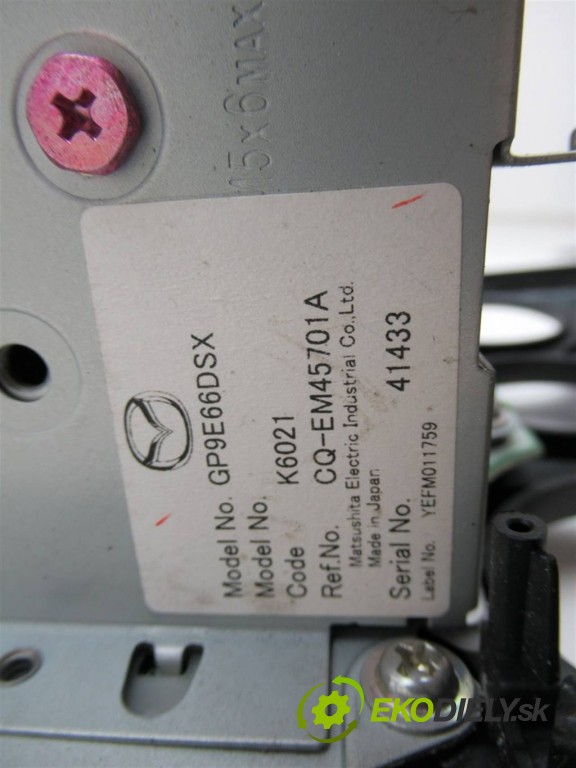 M5x6MAX
Model No. GP9E66DSX
Model No.
Code K6021
Ref.No. CQ-EM45701A
Matsushita Electric Industrial Co.,Ltd.
Made in Japan
Serial No. 41433
Label No. YEFM011759
EKODIELY.sk